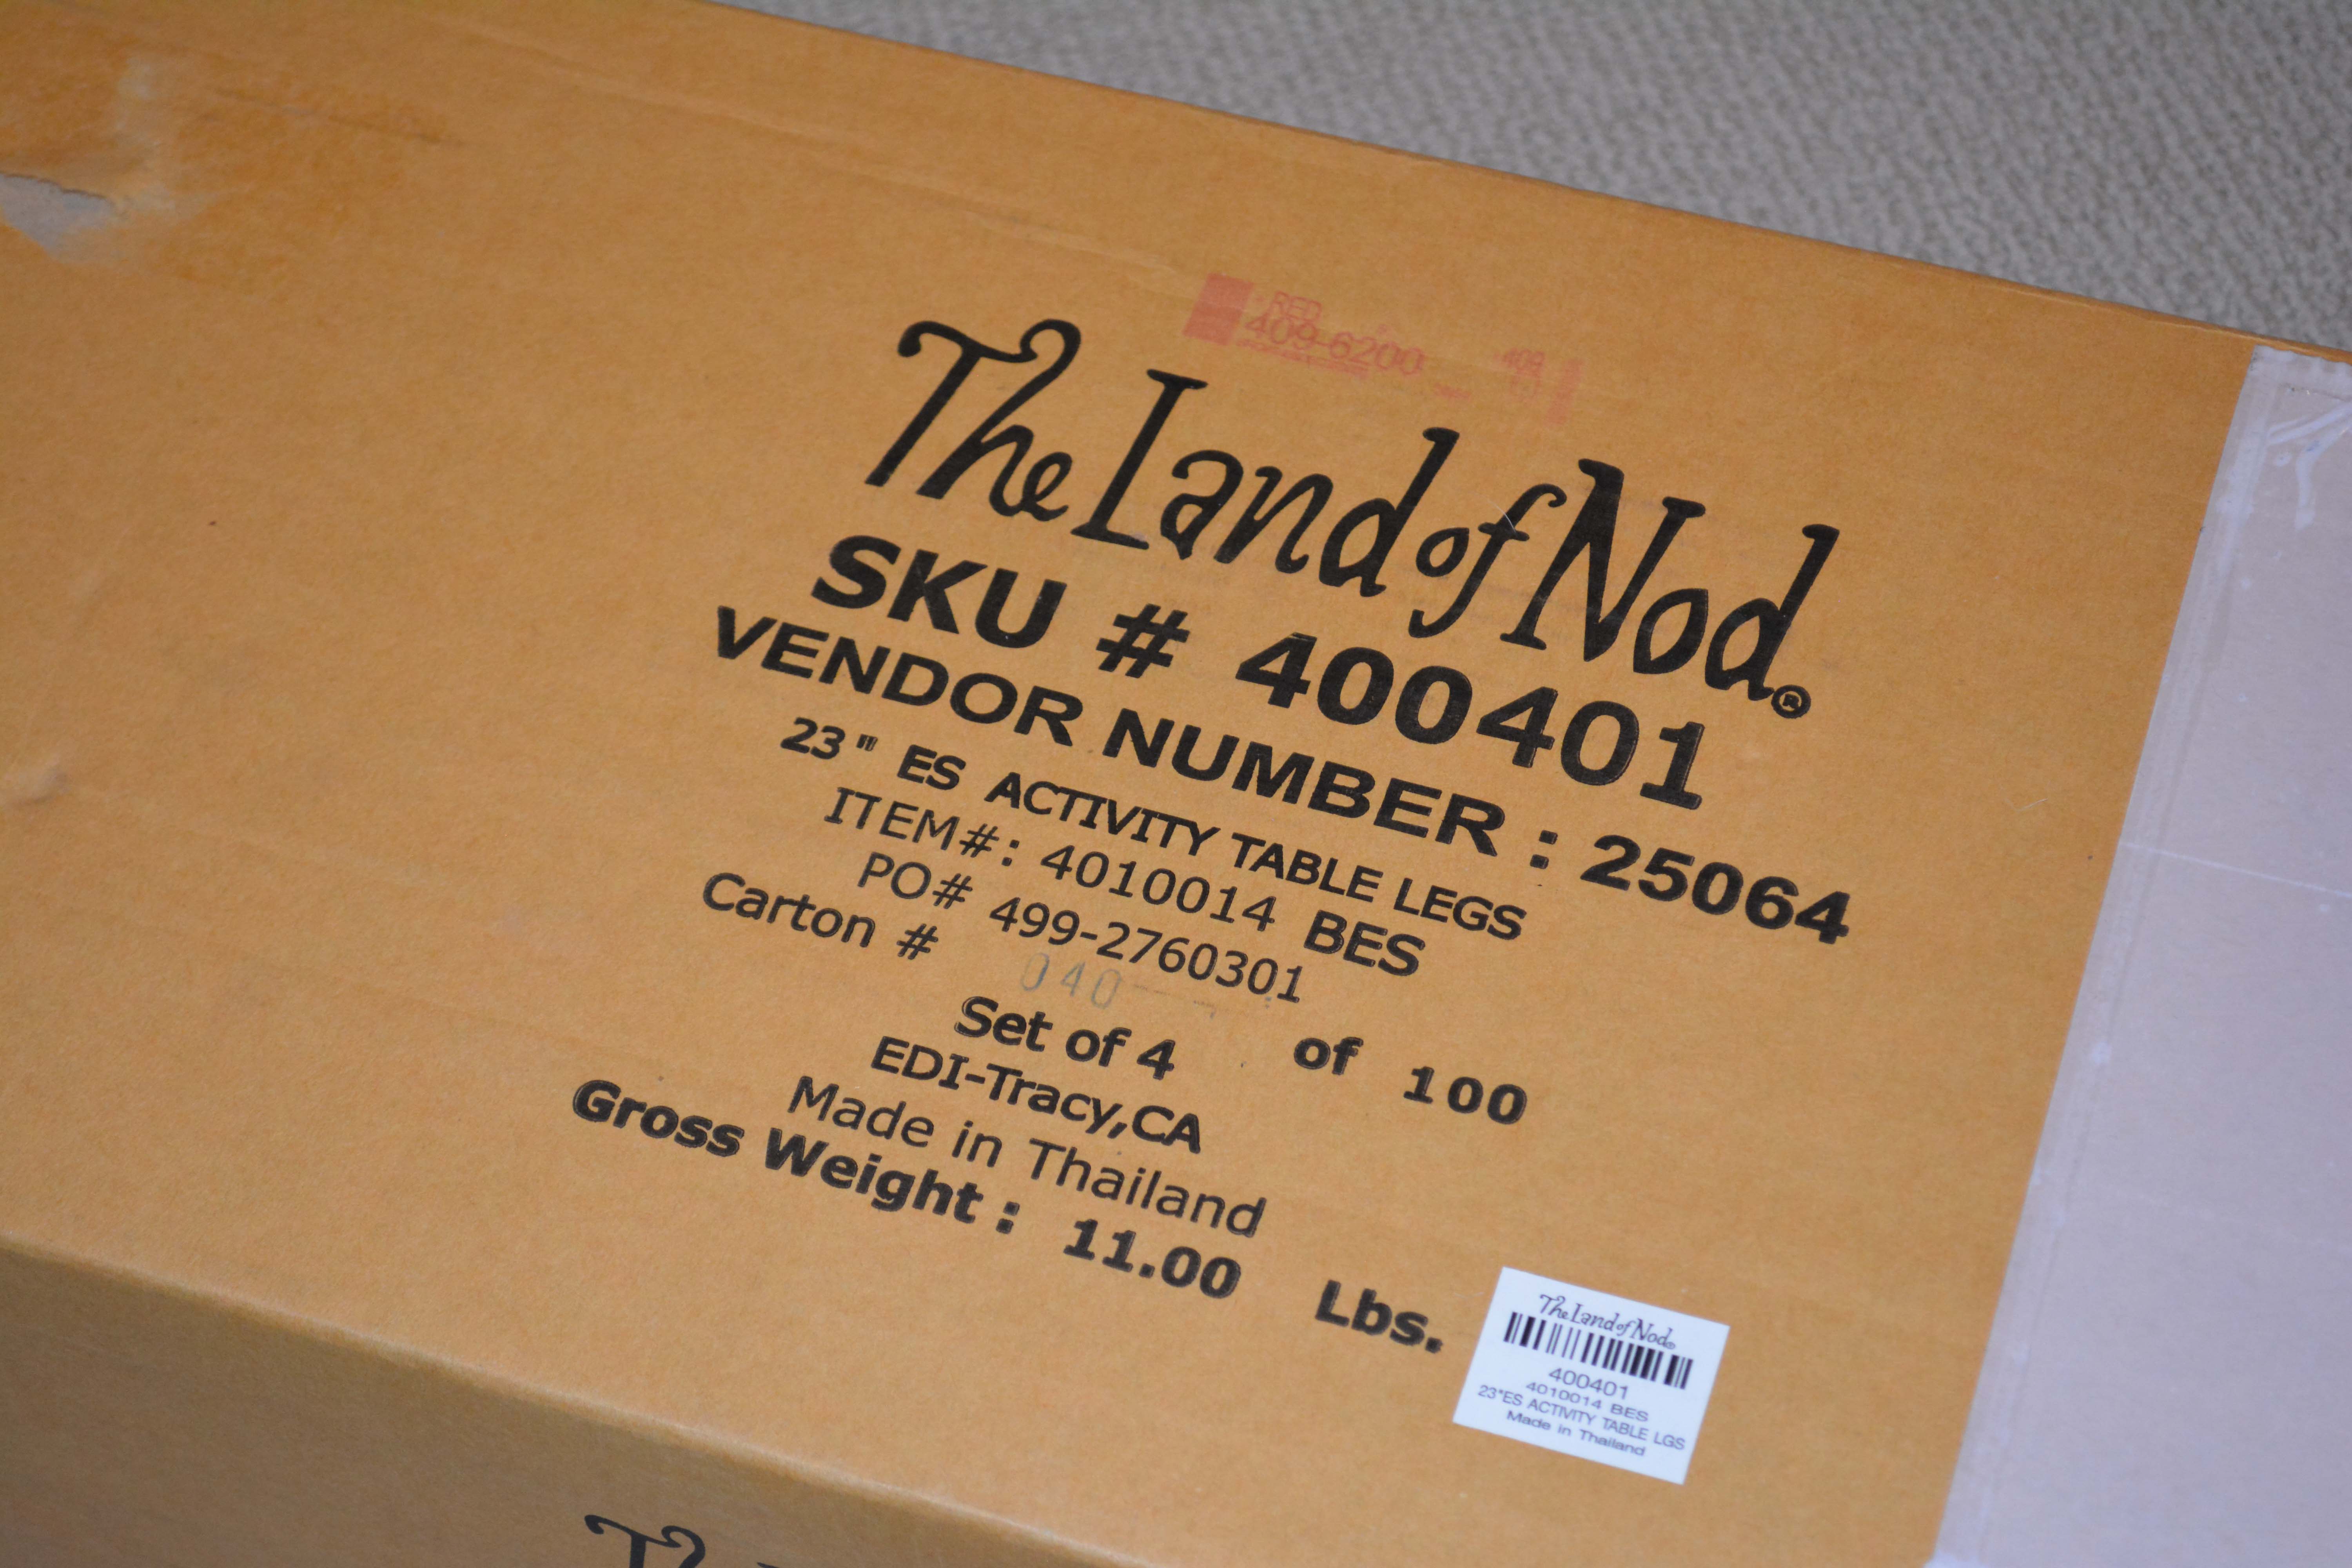 RED
409-6200
The Land of Nod®
SKU # 400401
VENDOR NUMBER : 25064
23" ES ACTIVITY TABLE LEGS
ITEM#: 4010014 BES
PO# 499-2760301
Carton # 040 of 100
Set of 4
EDI-Tracy,CA
Made in Thailand
Gross Weight : 11.00 Lbs.
The Land of Nod®
400401
4010014 BES
23"ES ACTIVITY TABLE LGS
Made in Thailand